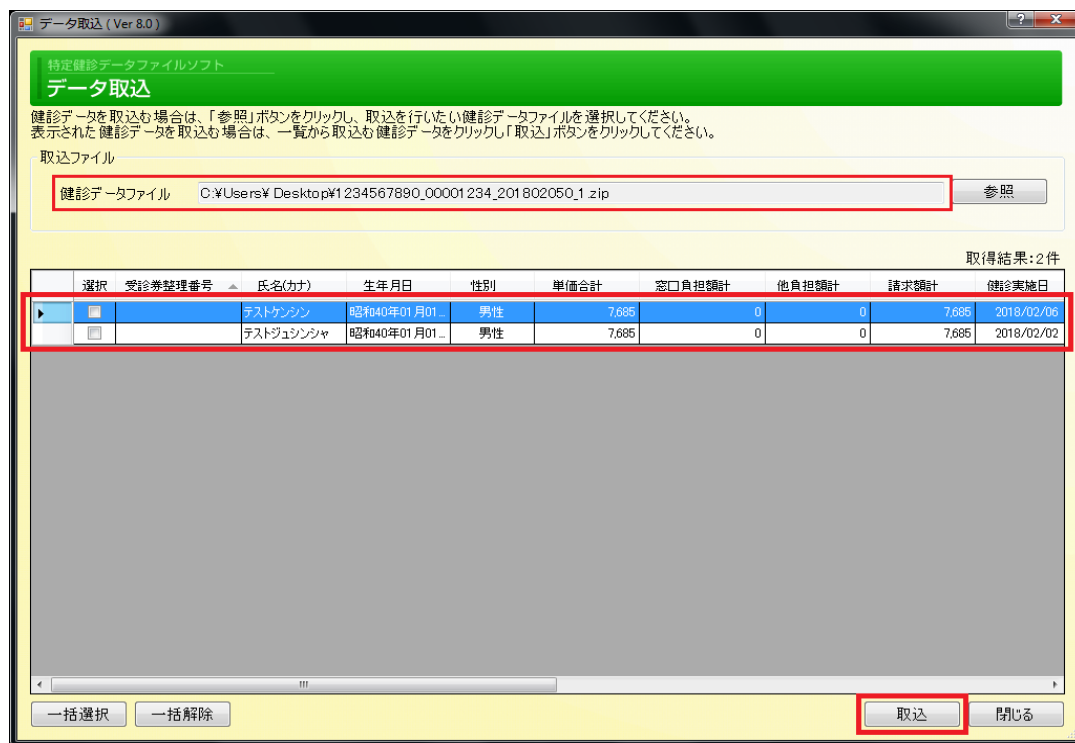 データ取込 ( Ver 8.0 )
特定健診データファイルソフト
データ取込
健診データを取込む場合は、「参照」ボタンをクリックし、取込を行いたい健診データファイルを選択してください。
表示された健診データを取込む場合は、一覧から取込む健診データをクリックし「取込」ボタンをクリックしてください。
取込ファイル
健診データファイル C:¥Users¥ Desktop¥1234567890_00001234_201802050_1.zip 参照
取得結果:2件
選択 受診券整理番号 氏名(カナ) 生年月日 性別 単価合計 窓口負担額計 他負担額計 請求額計 健診実施日
テストケンシン 昭和40年01月01... 男性 7,685 0 0 7,685 2018/02/06
テストジュシンシャ 昭和40年01月01... 男性 7,685 0 0 7,685 2018/02/02
一括選択 一括解除 取込 閉じる